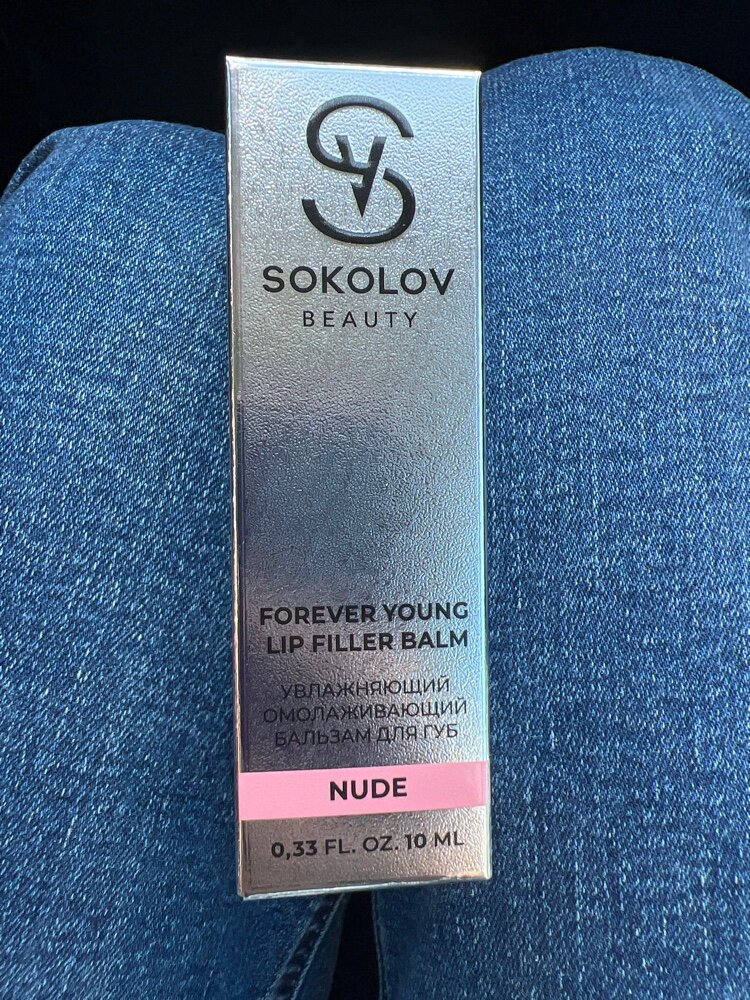 SOKOLOV
BEAUTY
FOREVER YOUNG
LIP FILLER BALM
УВЛАЖНЯЮЩИЙ
ОМОЛАЖИВАЮЩИЙ
БАЛЬЗАМ ДЛЯ ГУБ
NUDE
0,33 FL. OZ. 10 ML